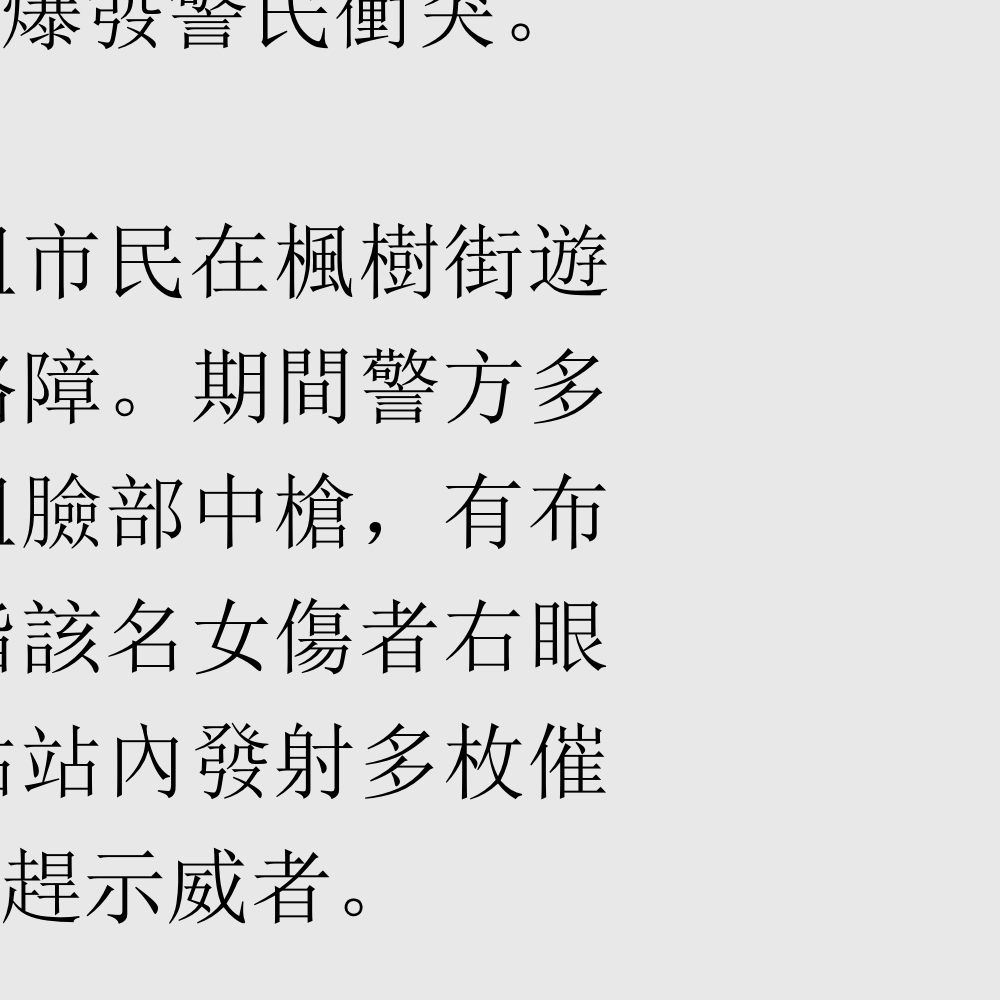 爆發警民衝突。
市民在楓樹街遊
障。期間警方多
臉部中槍，有布
該名女傷者右眼
站內發射多枚催
趕示威者。